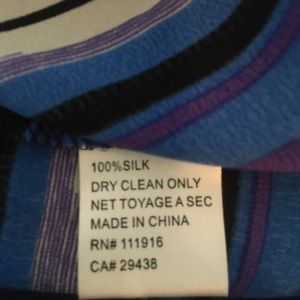 100%SILK
DRY CLEAN ONLY
NET TOYAGE A SEC
MADE IN CHINA
RN# 111916
CA# 29438